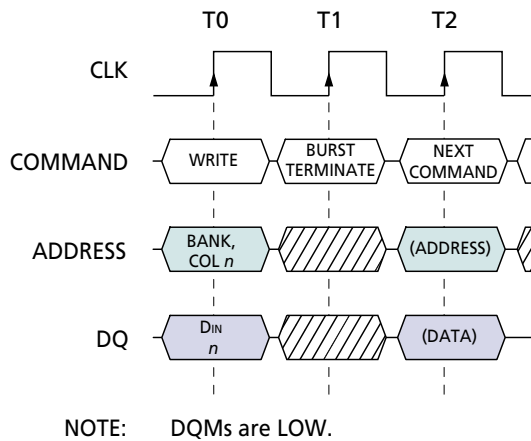 T0 T1 T2
CLK
COMMAND WRITE BURST TERMINATE NEXT COMMAND
ADDRESS BANK, COL n (ADDRESS)
DQ DIN n (DATA)
NOTE: DQMs are LOW.